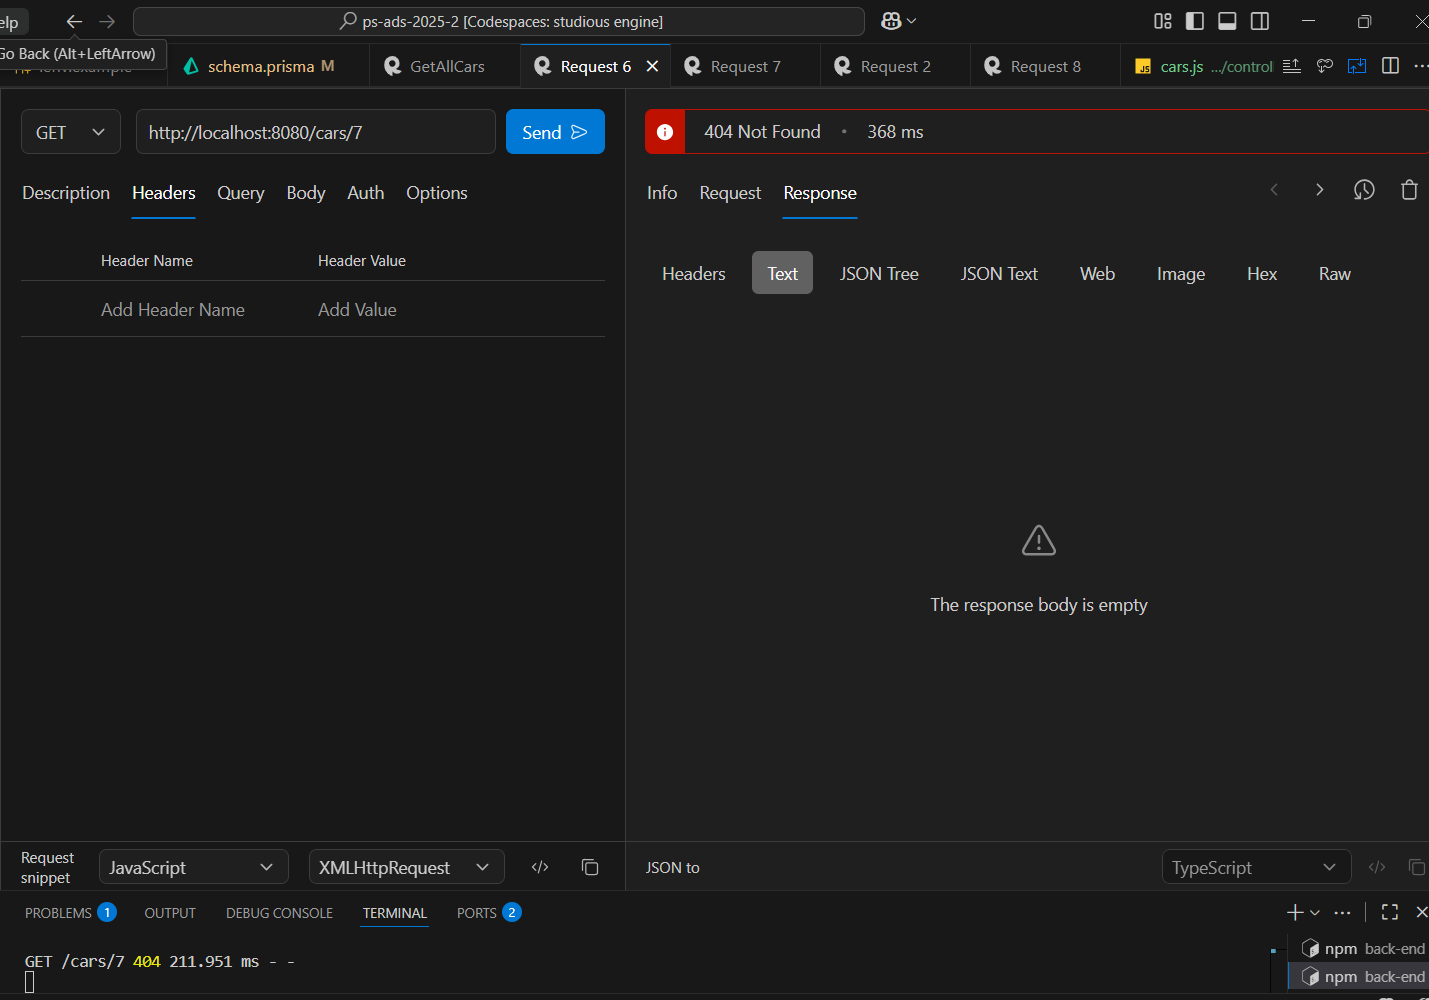 elp
ps-ads-2025-2 [Codespaces: studious engine]
Go Back (Alt+LeftArrow)
schema.prisma M
GetAllCars
Request 6
Request 7
Request 2
Request 8
JS cars.js .../control
GET
http://localhost:8080/cars/7
Send
404 Not Found • 368 ms
Description Headers Query Body Auth Options
Info Request Response
Header Name Header Value
Headers Text JSON Tree JSON Text Web Image Hex Raw
Add Header Name Add Value
The response body is empty
Request
snippet
JavaScript
XMLHttpRequest
JSON to
TypeScript
PROBLEMS 1 OUTPUT DEBUG CONSOLE TERMINAL PORTS 2
GET /cars/7 404 211.951 ms - -
npm back-end
npm back-end